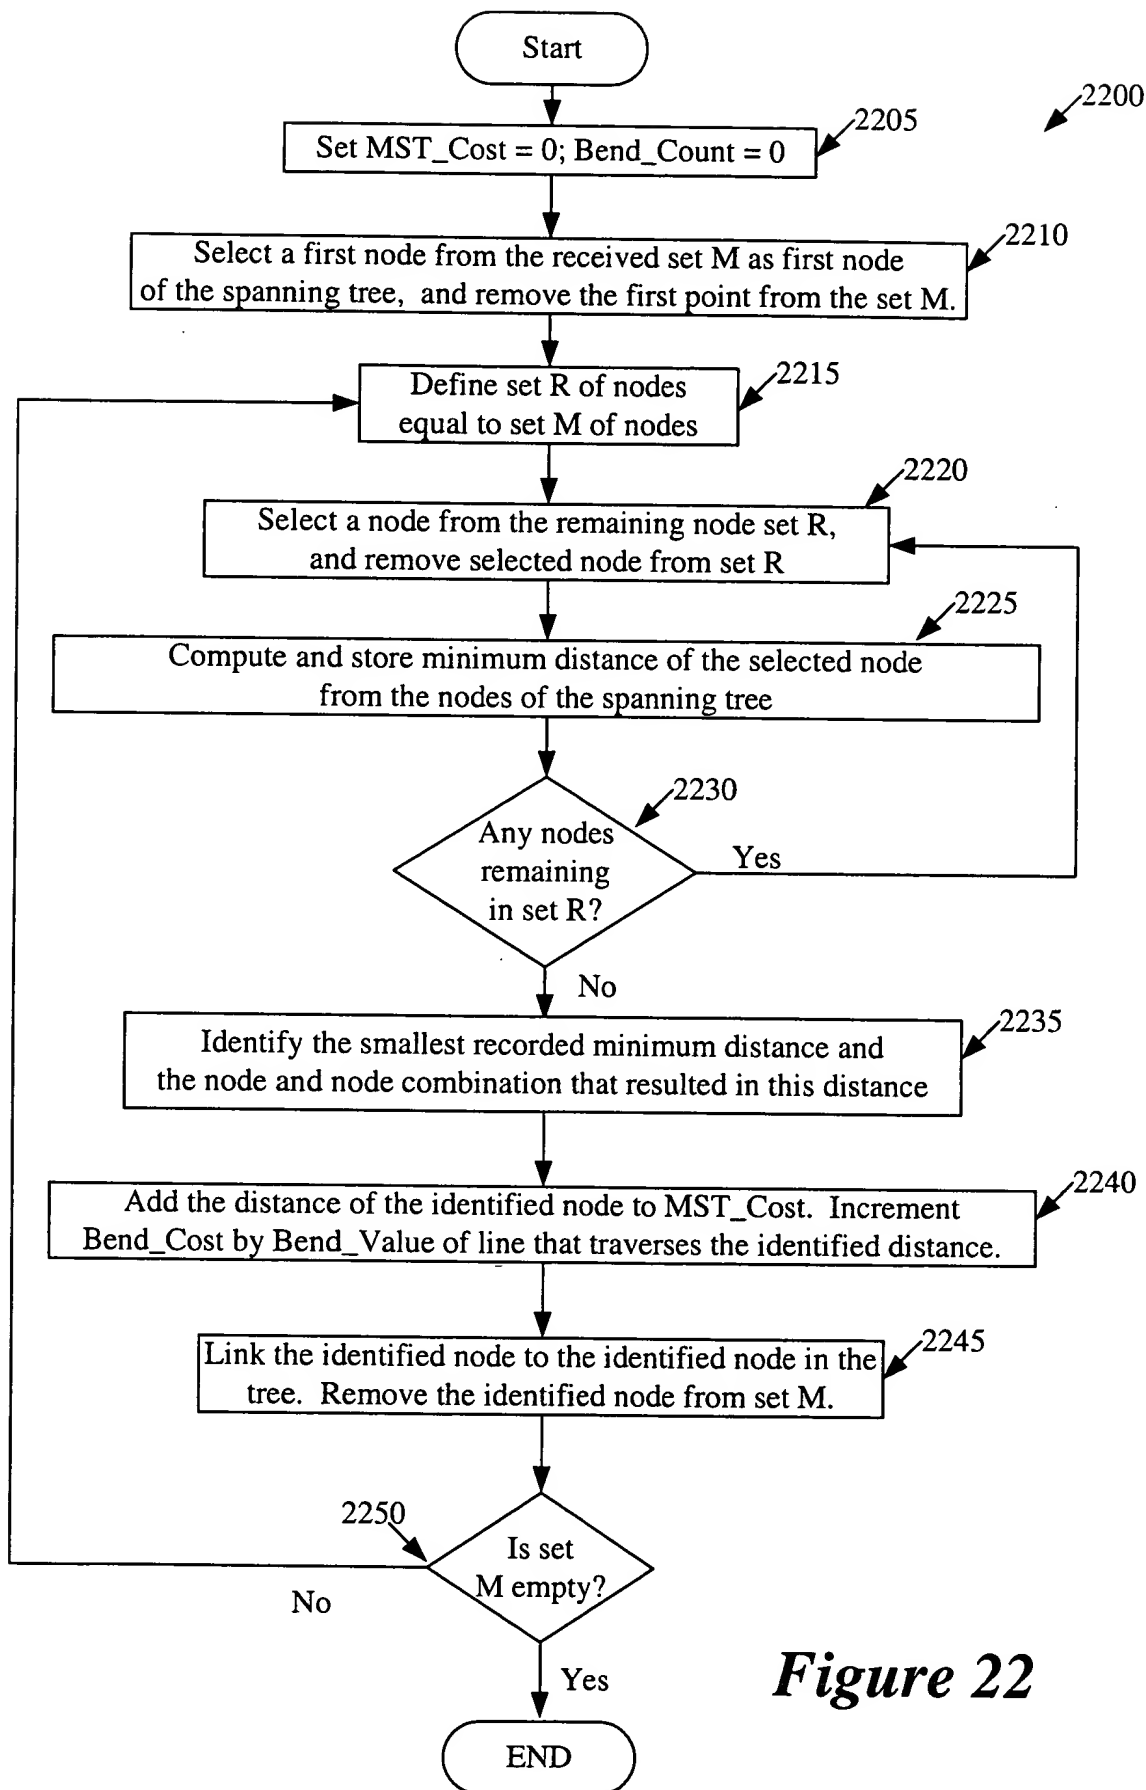 Start
2200
2205
Set MST_Cost = 0; Bend_Count = 0
2210
Select a first node from the received set M as first node
of the spanning tree, and remove the first point from the set M.
2215
Define set R of nodes
equal to set M of nodes
2220
Select a node from the remaining node set R,
and remove selected node from set R
2225
Compute and store minimum distance of the selected node
from the nodes of the spanning tree
2230
Any nodes
remaining
in set R?
Yes
No
2235
Identify the smallest recorded minimum distance and
the node and node combination that resulted in this distance
2240
Add the distance of the identified node to MST_Cost. Increment
Bend_Cost by Bend_Value of line that traverses the identified distance.
2245
Link the identified node to the identified node in the
tree. Remove the identified node from set M.
2250
Is set
M empty?
No
Yes
Figure 22
END